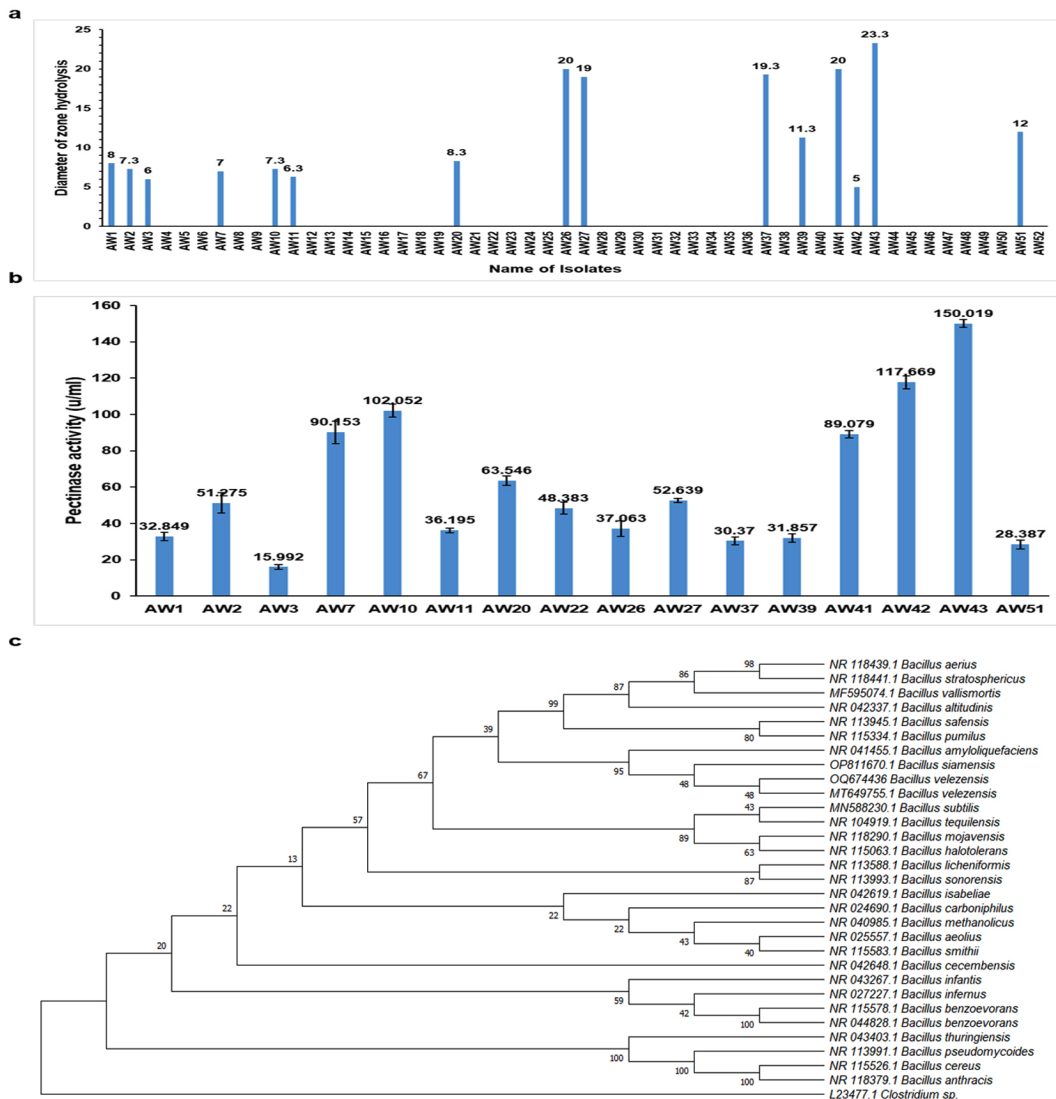 a
Diameter of zone hydrolysis
25
20
15
10
5
0
8
7.3
6
7
7.3
6.3
8.3
20
19
19.3
11.3
20
5
23.3
12
AW1 AW2 AW3 AW4 AW5 AW6 AW7 AW8 AW9 AW10 AW11 AW12 AW13 AW14 AW15 AW16 AW17 AW18 AW19 AW20 AW21 AW22 AW23 AW24 AW25 AW26 AW27 AW28 AW29 AW30 AW31 AW32 AW33 AW34 AW35 AW36 AW37 AW38 AW39 AW40 AW41 AW42 AW43 AW44 AW45 AW46 AW47 AW48 AW49 AW50 AW51 AW52
Name of Isolates
b
Pectinase activity (u/ml)
160
140
120
100
80
60
40
20
0
32.849
51.275
15.992
90.153
102.052
36.195
63.546
48.383
37.063
52.639
30.37
31.857
89.079
117.669
150.019
28.387
AW1 AW2 AW3 AW7 AW10 AW11 AW20 AW22 AW26 AW27 AW37 AW39 AW41 AW42 AW43 AW51
c
98 NR 118439.1 Bacillus aerius
86 NR 118441.1 Bacillus stratosphericus
87 MF595074.1 Bacillus vallismortis
99 NR 042337.1 Bacillus altitudinis
NR 113945.1 Bacillus safensis
80 NR 115334.1 Bacillus pumilus
39 NR 041455.1 Bacillus amyloliquefaciens
95 OP811670.1 Bacillus siamensis
48 OQ674436 Bacillus velezensis
48 MT649755.1 Bacillus velezensis
67 43 MN588230.1 Bacillus subtilis
NR 104919.1 Bacillus tequilensis
89 NR 118290.1 Bacillus mojavensis
57 63 NR 115063.1 Bacillus halotolerans
NR 113588.1 Bacillus licheniformis
13 87 NR 113993.1 Bacillus sonorensis
NR 042619.1 Bacillus isabeliae
22 22 NR 024690.1 Bacillus carboniphilus
22 NR 040985.1 Bacillus methanolicus
43 NR 025557.1 Bacillus aeolius
20 40 NR 115583.1 Bacillus smithii
NR 042648.1 Bacillus cecembensis
NR 043267.1 Bacillus infantis
59 NR 027227.1 Bacillus infernus
42 NR 115578.1 Bacillus benzoevorans
100 NR 044828.1 Bacillus benzoevorans
NR 043403.1 Bacillus thuringiensis
100 NR 113991.1 Bacillus pseudomycoides
100 NR 115526.1 Bacillus cereus
100 NR 118379.1 Bacillus anthracis
L23477.1 Clostridium sp.